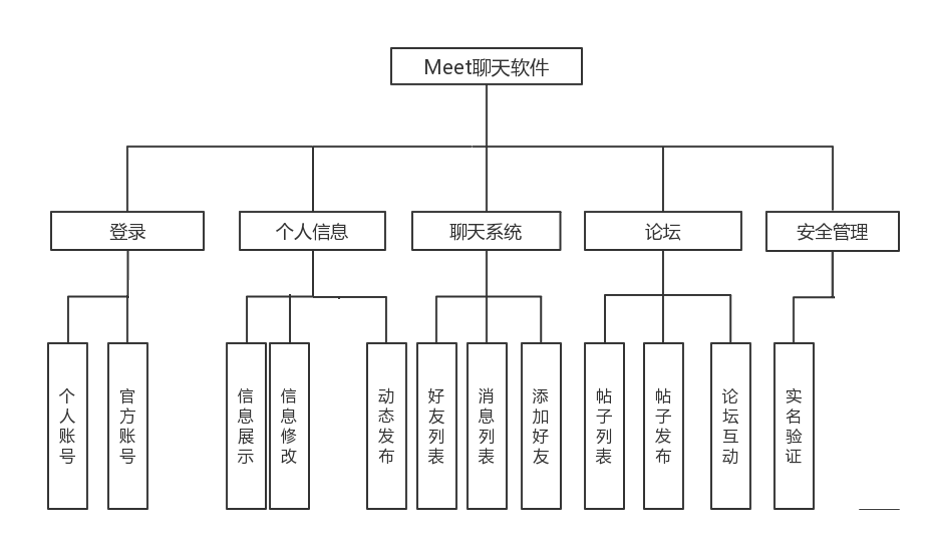 Meet聊天软件
登录
个人信息
聊天系统
论坛
安全管理
个人账号
官方账号
信息展示
信息修改
动态发布
好友列表
消息列表
添加好友
帖子列表
帖子发布
论坛互动
实名验证